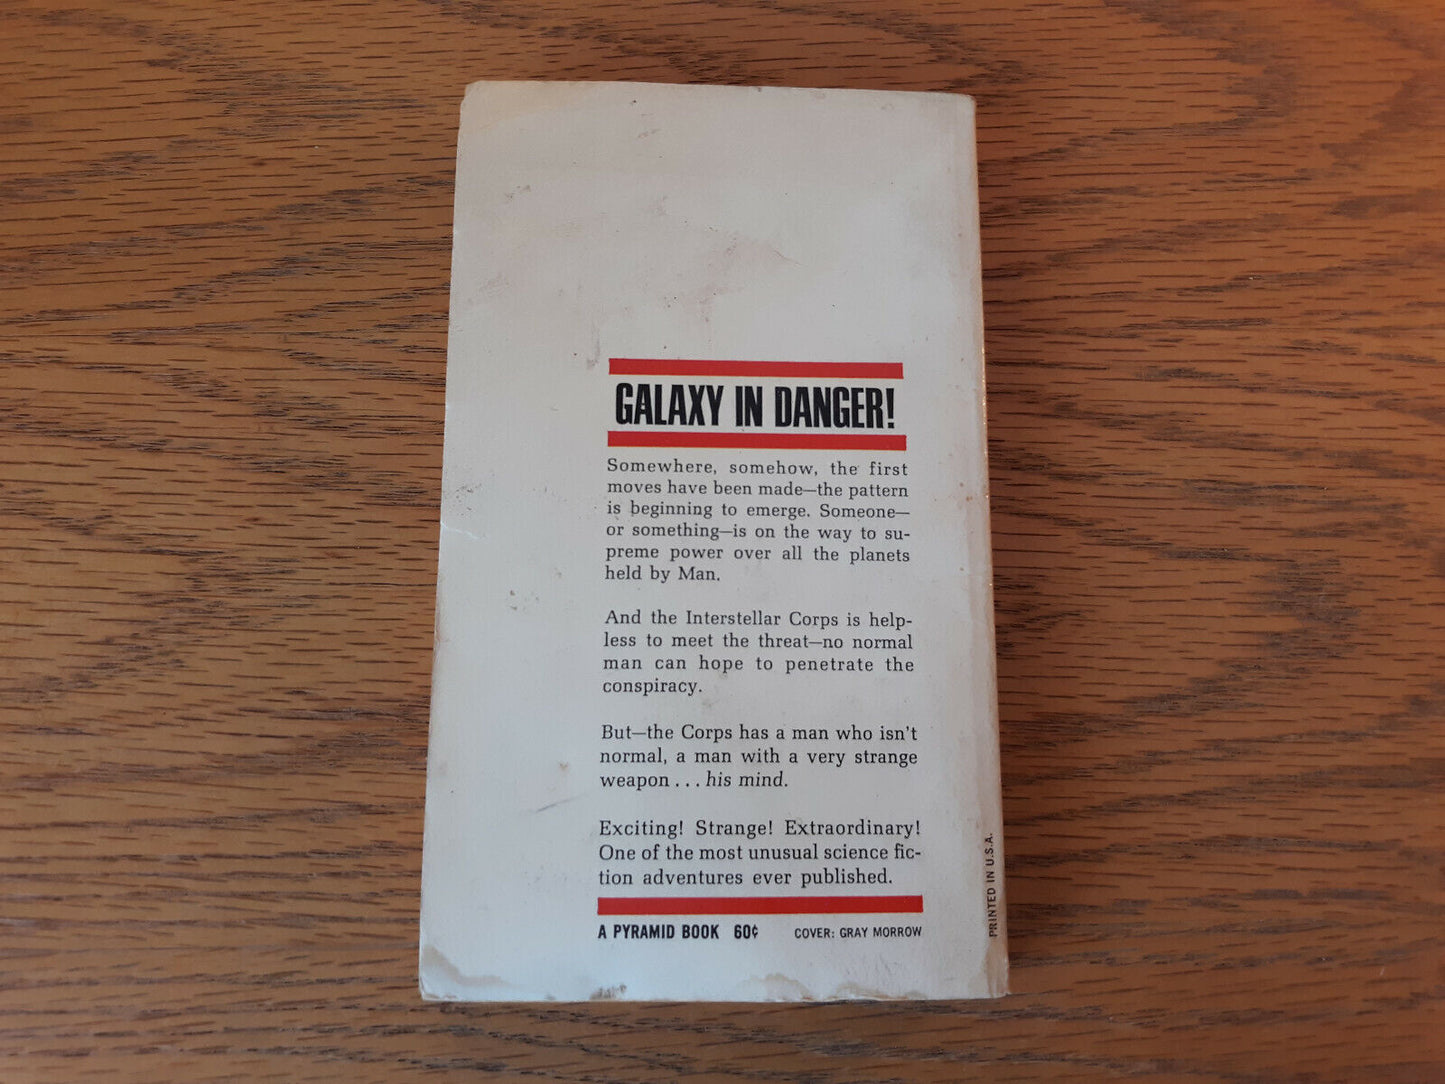 GALAXY IN DANGER!
Somewhere, somehow, the first
moves have been made—the pattern
is beginning to emerge. Someone—
or something—is on the way to su-
preme power over all the planets
held by Man.
And the Interstellar Corps is help-
less to meet the threat—no normal
man can hope to penetrate the
conspiracy.
But—the Corps has a man who isn't
normal, a man with a very strange
weapon . . . his mind.
Exciting! Strange! Extraordinary!
One of the most unusual science fic-
tion adventures ever published.
A PYRAMID BOOK 60¢ COVER: GRAY MORROW
PRINTED IN U.S.A.